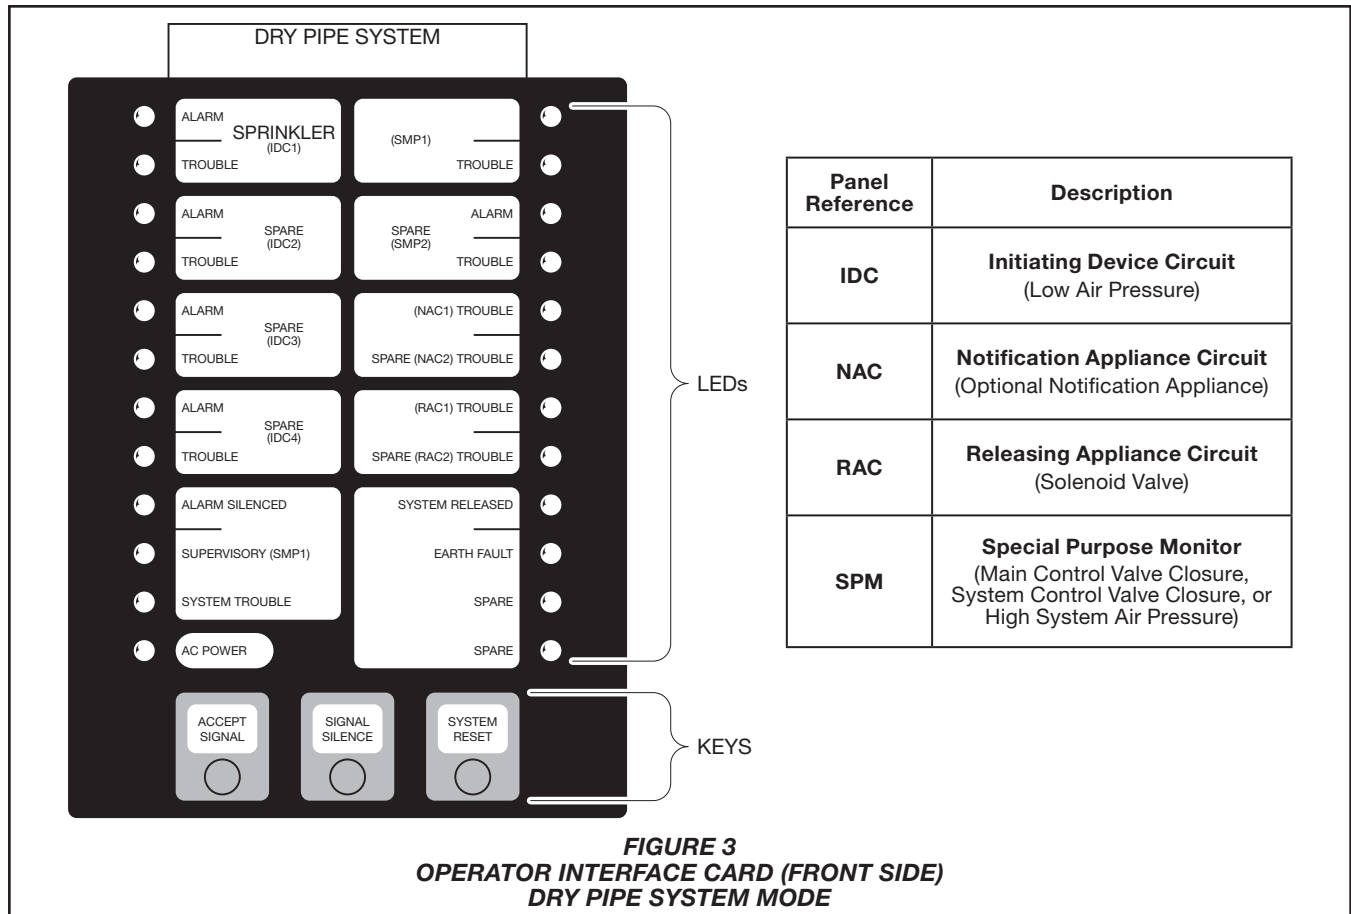 DRY PIPE SYSTEM
ALARM
SPRINKLER
(IDC1)
TROUBLE
ALARM
SPARE
(IDC2)
TROUBLE
ALARM
SPARE
(IDC3)
TROUBLE
ALARM
SPARE
(IDC4)
TROUBLE
ALARM SILENCED
SUPERVISORY (SMP1)
SYSTEM TROUBLE
AC POWER
(SMP1)
TROUBLE
ALARM
SPARE
(SMP2)
TROUBLE
(NAC1) TROUBLE
SPARE (NAC2) TROUBLE
(RAC1) TROUBLE
SPARE (RAC2) TROUBLE
SYSTEM RELEASED
EARTH FAULT
SPARE
SPARE
LEDs
ACCEPT
SIGNAL
SIGNAL
SILENCE
SYSTEM
RESET
KEYS
Panel
Reference
Description
IDC
Initiating Device Circuit
(Low Air Pressure)
NAC
Notification Appliance Circuit
(Optional Notification Appliance)
RAC
Releasing Appliance Circuit
(Solenoid Valve)
SPM
Special Purpose Monitor
(Main Control Valve Closure,
System Control Valve Closure, or
High System Air Pressure)
FIGURE 3
OPERATOR INTERFACE CARD (FRONT SIDE)
DRY PIPE SYSTEM MODE